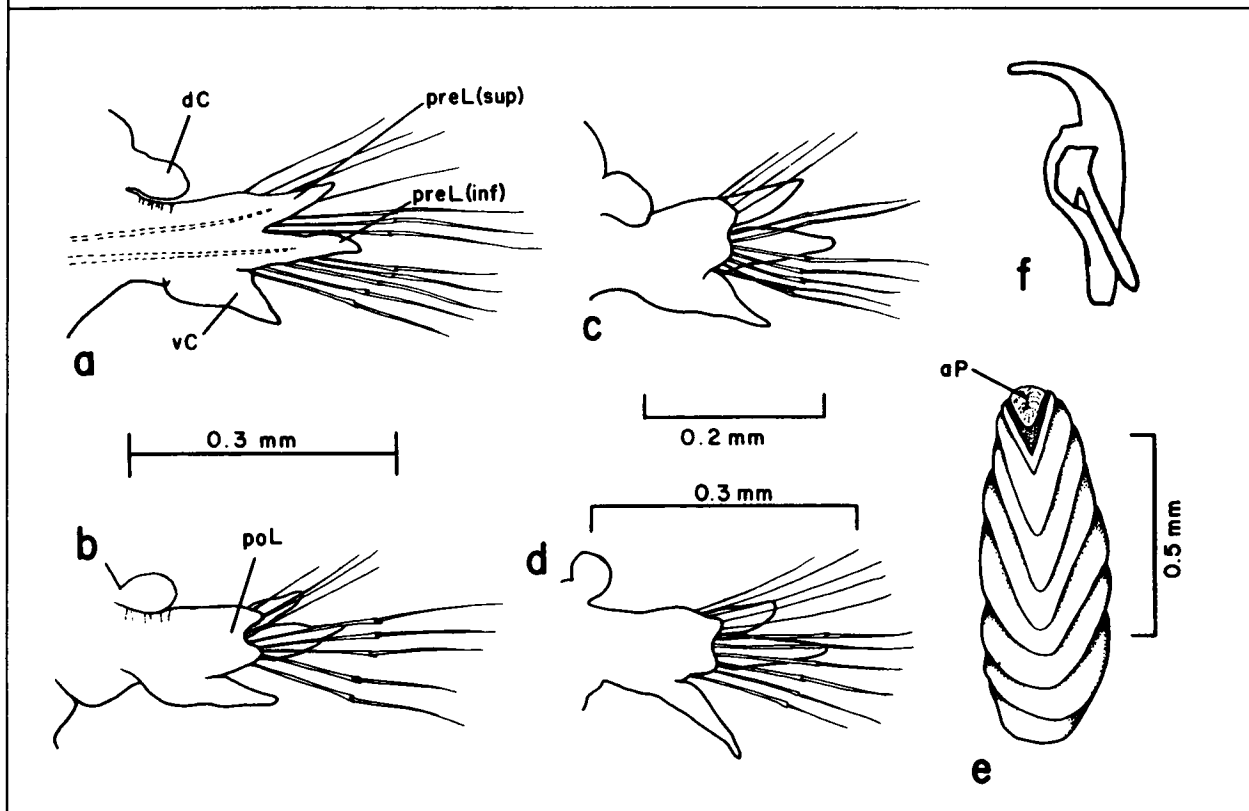 dC
preL(sup)
preL(inf)
vC
a
c
f
0.3 mm
0.2 mm
aP
b
poL
0.3 mm
d
0.5 mm
e